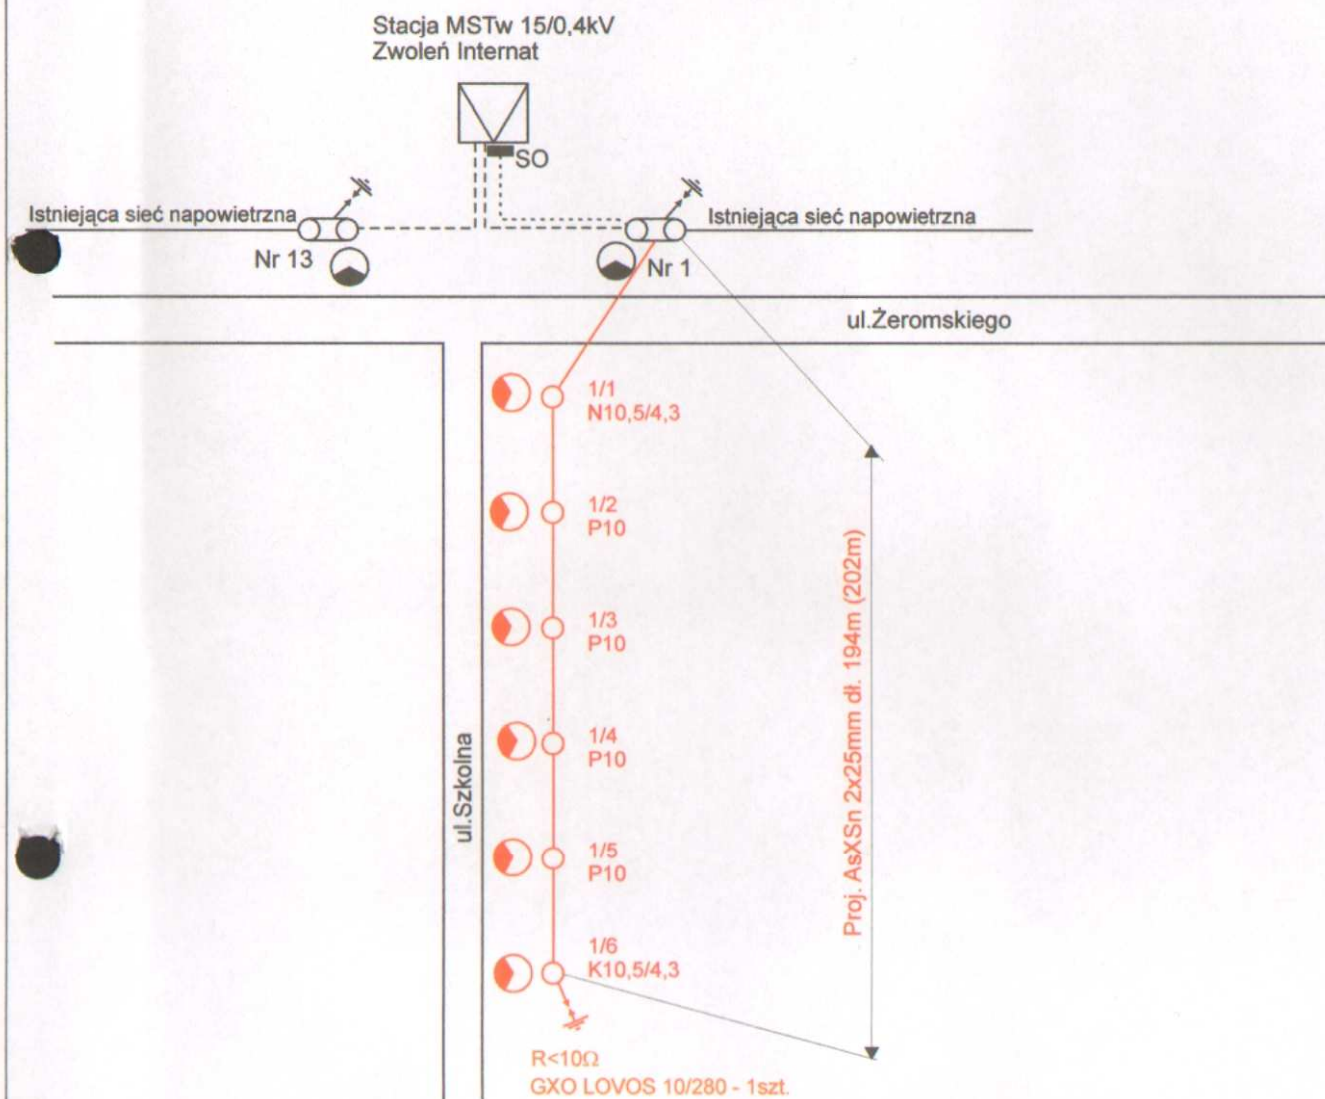 Stacja MSTw 15/0,4kV
Zwoleń Internat
SO
Istniejąca sieć napowietrzna
Istniejąca sieć napowietrzna
Nr 13
Nr 1
ul.Żeromskiego
1/1
N10,5/4,3
1/2
P10
1/3
P10
1/4
P10
1/5
P10
1/6
K10,5/4,3
ul.Szkolna
Proj. AsXSn 2x25mm dł. 194m (202m)
R<10Ω
GXO LOVOS 10/280 - 1szt.